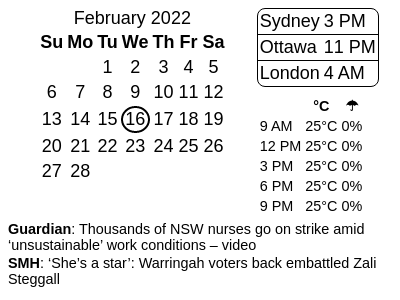 February 2022
Su Mo Tu We Th Fr Sa
1 2 3 4 5
6 7 8 9 10 11 12
13 14 15 16 17 18 19
20 21 22 23 24 25 26
27 28
Sydney 3 PM
Ottawa 11 PM
London 4 AM
°C ☂
9 AM 25°C 0%
12 PM 25°C 0%
3 PM 25°C 0%
6 PM 25°C 0%
9 PM 25°C 0%
Guardian: Thousands of NSW nurses go on strike amid
‘unsustainable’ work conditions – video
SMH: ‘She’s a star’: Warringah voters back embattled Zali
Steggall